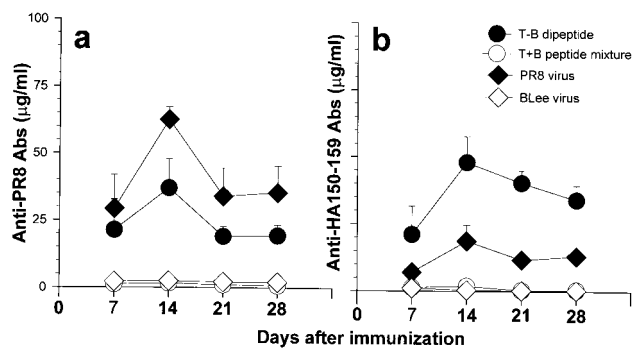 a
b
T-B dipeptide
T+B peptide mixture
PR8 virus
BLee virus
Anti-PR8 Abs (μg/ml)
100
75
50
25
0
0 7 14 21 28
Anti-HA150-159 Abs (μg/ml)
0 7 14 21 28
Days after immunization